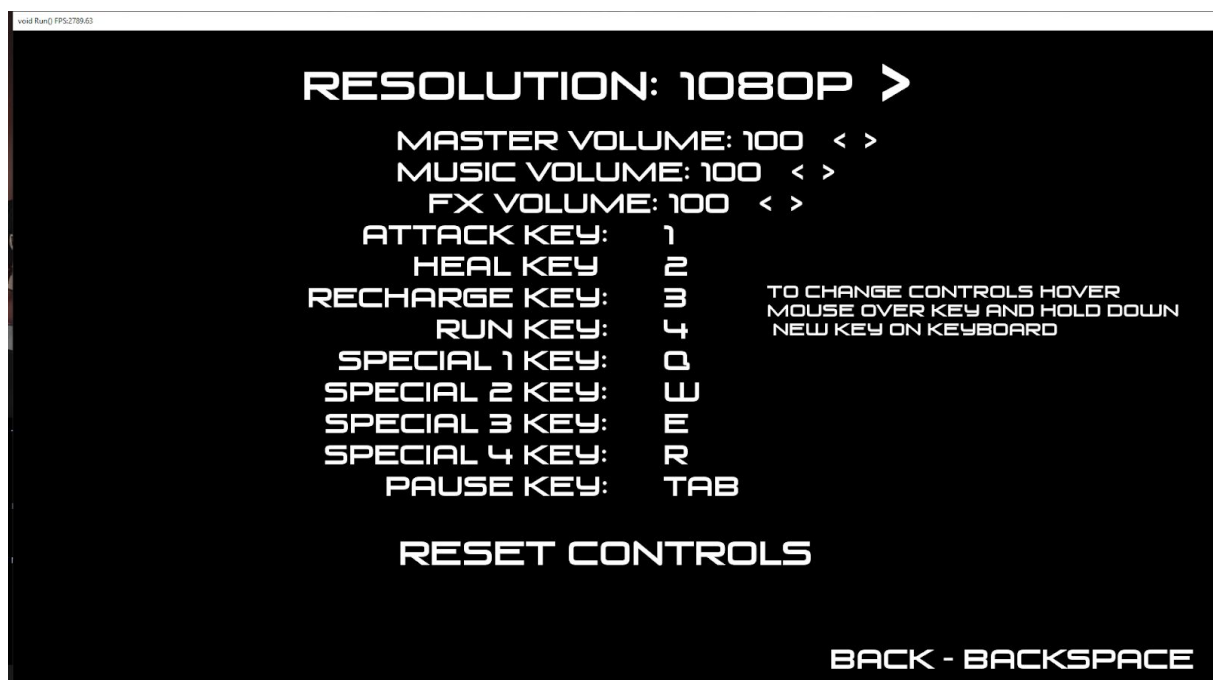 void Run() FPS:2789.63
RESOLUTION: 1080P >
MASTER VOLUME: 100 < >
MUSIC VOLUME: 100 < >
FX VOLUME: 100 < >
ATTACK KEY: 1
HEAL KEY 2
RECHARGE KEY: 3
RUN KEY: 4
SPECIAL 1 KEY: Q
SPECIAL 2 KEY: W
SPECIAL 3 KEY: E
SPECIAL 4 KEY: R
PAUSE KEY: TAB
TO CHANGE CONTROLS HOVER
MOUSE OVER KEY AND HOLD DOWN
NEW KEY ON KEYBOARD
RESET CONTROLS
BACK - BACKSPACE